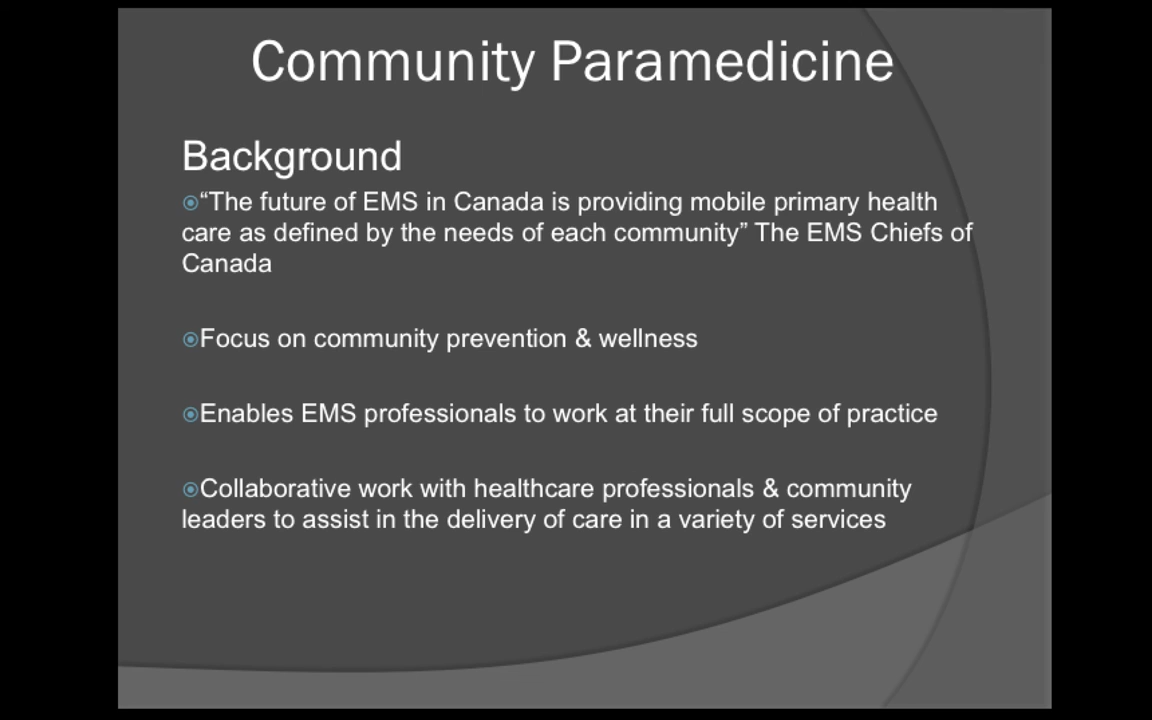 Community Paramedicine
Background
“The future of EMS in Canada is providing mobile primary health
care as defined by the needs of each community” The EMS Chiefs of
Canada
Focus on community prevention & wellness
Enables EMS professionals to work at their full scope of practice
Collaborative work with healthcare professionals & community
leaders to assist in the delivery of care in a variety of services